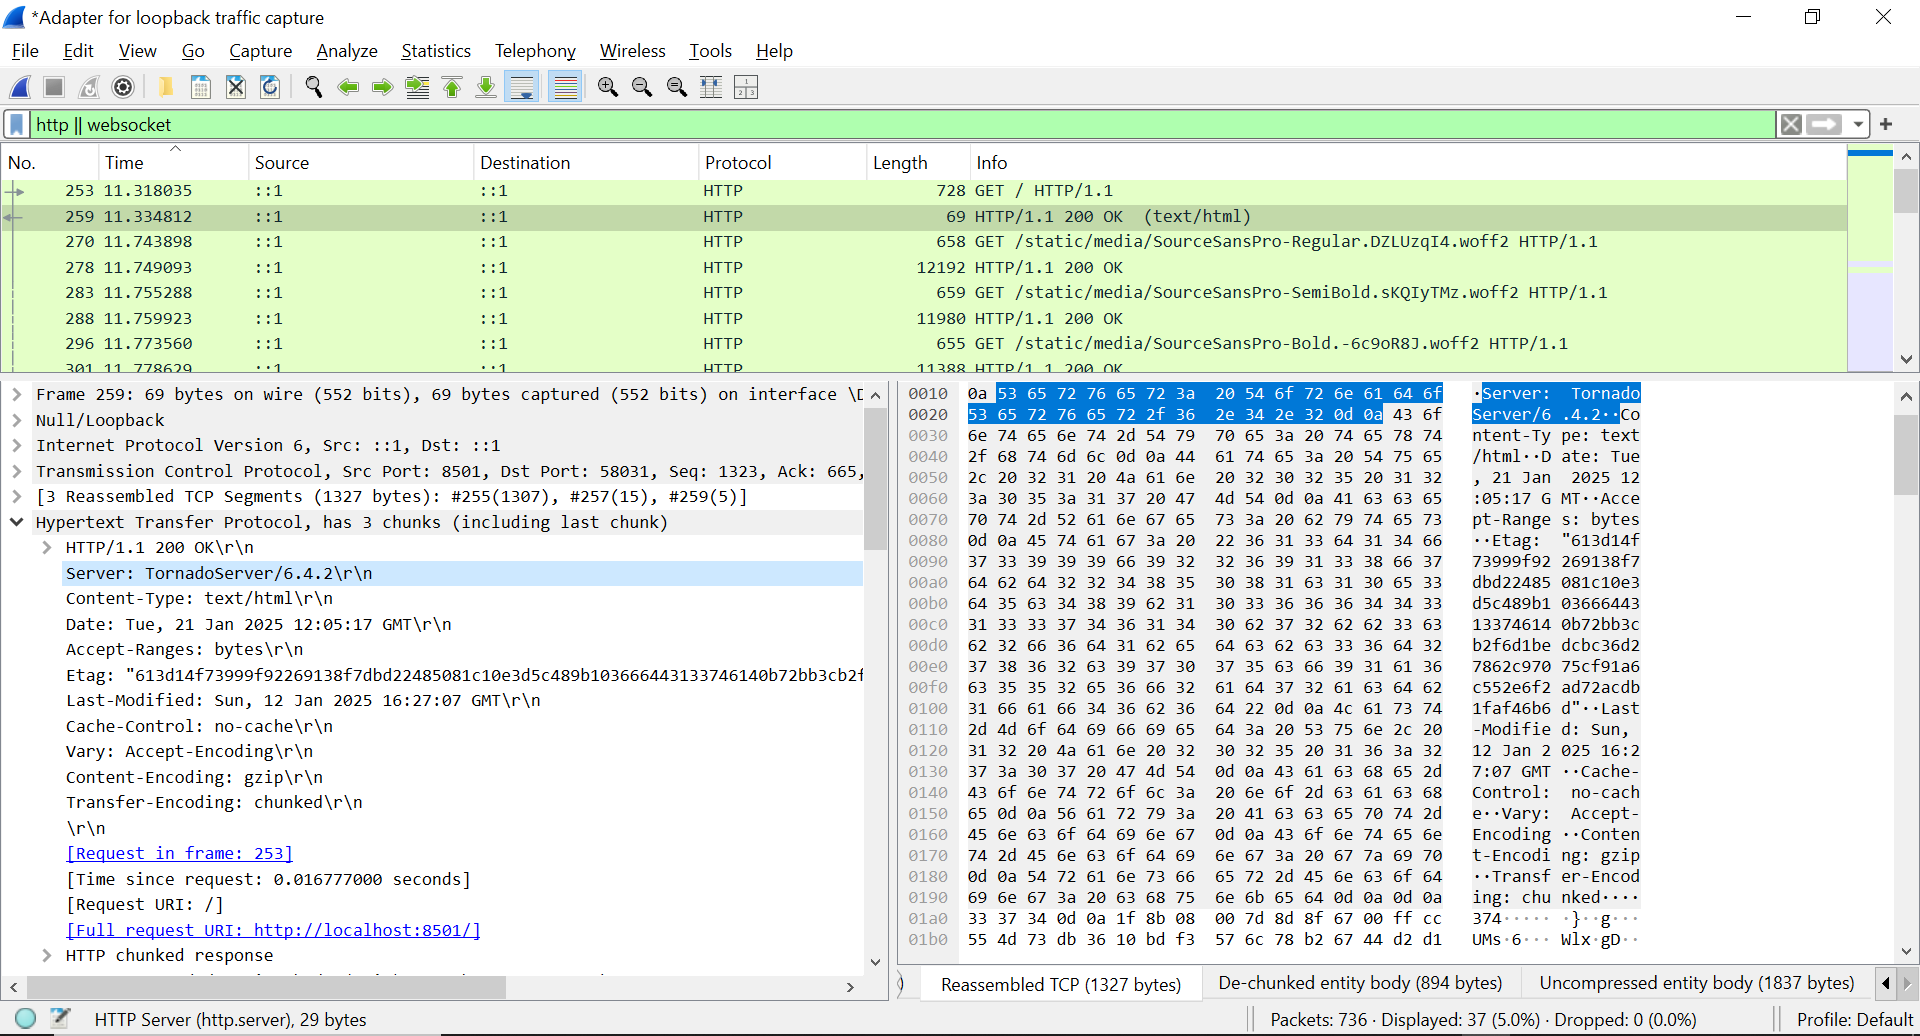 *Adapter for loopback traffic capture
File Edit View Go Capture Analyze Statistics Telephony Wireless Tools Help
http || websocket
No. Time Source Destination Protocol Length Info
253 11.318035 ::1 ::1 HTTP 728 GET / HTTP/1.1
259 11.334812 ::1 ::1 HTTP 69 HTTP/1.1 200 OK (text/html)
270 11.743898 ::1 ::1 HTTP 658 GET /static/media/SourceSansPro-Regular.DZLUzqI4.woff2 HTTP/1.1
278 11.749093 ::1 ::1 HTTP 12192 HTTP/1.1 200 OK
283 11.755288 ::1 ::1 HTTP 659 GET /static/media/SourceSansPro-SemiBold.sKQIyTMz.woff2 HTTP/1.1
288 11.759923 ::1 ::1 HTTP 11980 HTTP/1.1 200 OK
296 11.773560 ::1 ::1 HTTP 655 GET /static/media/SourceSansPro-Bold.-6c9oR8J.woff2 HTTP/1.1
301 11.778629 ::1 ::1 HTTP 11388 HTTP/1.1 200 OK
Frame 259: 69 bytes on wire (552 bits), 69 bytes captured (552 bits) on interface \D
Null/Loopback
Internet Protocol Version 6, Src: ::1, Dst: ::1
Transmission Control Protocol, Src Port: 8501, Dst Port: 58031, Seq: 1323, Ack: 665,
[3 Reassembled TCP Segments (1327 bytes): #255(1307), #257(15), #259(5)]
Hypertext Transfer Protocol, has 3 chunks (including last chunk)
HTTP/1.1 200 OK\r\n
Server: TornadoServer/6.4.2\r\n
Content-Type: text/html\r\n
Date: Tue, 21 Jan 2025 12:05:17 GMT\r\n
Accept-Ranges: bytes\r\n
Etag: "613d14f73999f92269138f7dbd22485081c10e3d5c489b103666443133746140b72bb3cb2f
Last-Modified: Sun, 12 Jan 2025 16:27:07 GMT\r\n
Cache-Control: no-cache\r\n
Vary: Accept-Encoding\r\n
Content-Encoding: gzip\r\n
Transfer-Encoding: chunked\r\n
\r\n
[Request in frame: 253]
[Time since request: 0.016777000 seconds]
[Request URI: /]
[Full request URI: http://localhost:8501/]
HTTP chunked response
0010 0a 53 65 72 76 65 72 3a 20 54 6f 72 6e 61 64 6f ·Server: Tornado
0020 53 65 72 76 65 72 2f 36 2e 34 2e 32 0d 0a 43 6f Server/6 .4.2··Co
0030 6e 74 65 6e 74 2d 54 79 70 65 3a 20 74 65 78 74 ntent-Ty pe: text
0040 2f 68 74 6d 6c 0d 0a 44 61 74 65 3a 20 54 75 65 /html··D ate: Tue
0050 2c 20 32 31 20 4a 61 6e 20 32 30 32 35 20 31 32 , 21 Jan 2025 12
0060 3a 30 35 3a 31 37 20 47 4d 54 0d 0a 41 63 63 65 :05:17 G MT··Acce
0070 70 74 2d 52 61 6e 67 65 73 3a 20 62 79 74 65 73 pt-Range s: bytes
0080 0d 0a 45 74 61 67 3a 20 22 36 31 33 64 31 34 66 ··Etag: "613d14f
0090 37 33 39 39 39 66 39 32 32 36 39 31 33 38 66 37 73999f92 269138f7
00a0 64 62 64 32 32 34 38 35 30 38 31 63 31 30 65 33 dbd22485 081c10e3
00b0 64 35 63 34 38 39 62 31 30 33 36 36 36 34 34 33 d5c489b1 03666443
00c0 31 33 33 37 34 36 31 34 30 62 37 32 62 62 33 63 13374614 0b72bb3c
00d0 62 32 66 36 64 31 62 65 64 63 62 63 33 36 64 32 b2f6d1be dcbc36d2
00e0 37 38 36 32 63 39 37 30 37 35 63 66 39 31 61 36 7862c970 75cf91a6
00f0 63 35 35 32 65 36 66 32 61 64 37 32 61 63 64 62 c552e6f2 ad72acdb
0100 31 66 61 66 34 36 62 36 64 22 0d 0a 4c 61 73 74 1faf46b6 d"··Last
0110 2d 4d 6f 64 69 66 69 65 64 3a 20 53 75 6e 2c 20 -Modifie d: Sun,
0120 31 32 20 4a 61 6e 20 32 30 32 35 20 31 36 3a 32 12 Jan 2 025 16:2
0130 37 3a 30 37 20 47 4d 54 0d 0a 43 61 63 68 65 2d 7:07 GMT ··Cache-
0140 43 6f 6e 74 72 6f 6c 3a 20 6e 6f 2d 63 61 63 68 Control: no-cach
0150 65 0d 0a 56 61 72 79 3a 20 41 63 63 65 70 74 2d e··Vary: Accept-
0160 45 6e 63 6f 64 69 6e 67 0d 0a 43 6f 6e 74 65 6e Encoding ··Conten
0170 74 2d 45 6e 63 6f 64 69 6e 67 3a 20 67 7a 69 70 t-Encodi ng: gzip
0180 0d 0a 54 72 61 6e 73 66 65 72 2d 45 6e 63 6f 64 ··Transf er-Encod
0190 69 6e 67 3a 20 63 68 75 6e 6b 65 64 0d 0a 0d 0a ing: chu nked····
01a0 33 37 34 0d 0a 1f 8b 08 00 7d 8d 8f 67 00 ff cc 374····· ·}··g···
01b0 55 4d 73 db 36 10 bd f3 57 6c 78 b2 67 44 d2 d1 UMs·6··· Wlx·gD··
Reassembled TCP (1327 bytes) De-chunked entity body (894 bytes) Uncompressed entity body (1837 bytes)
HTTP Server (http.server), 29 bytes Packets: 736 · Displayed: 37 (5.0%) · Dropped: 0 (0.0%) Profile: Default